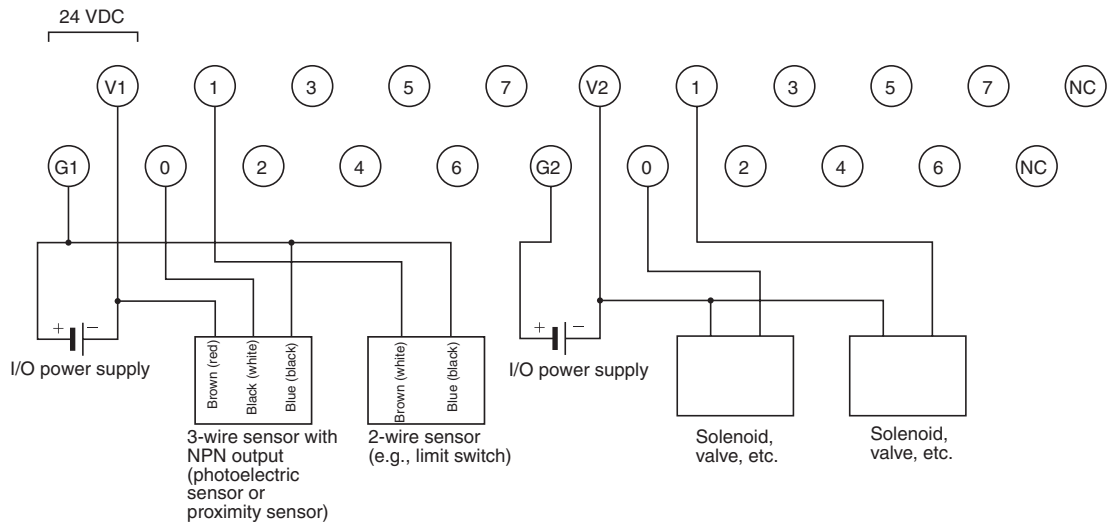 24 VDC
V1 1 3 5 7 V2 1 3 5 7 NC
G1 0 2 4 6 G2 0 2 4 6 NC
+ −
I/O power supply
Brown (red)
Black (white)
Blue (black)
3-wire sensor with
NPN output
(photoelectric
sensor or
proximity sensor)
Brown (white)
Blue (black)
2-wire sensor
(e.g., limit switch)
+ −
I/O power supply
Solenoid,
valve, etc.
Solenoid,
valve, etc.